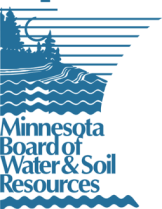 Minnesota
Board of
Water & Soil
Resources